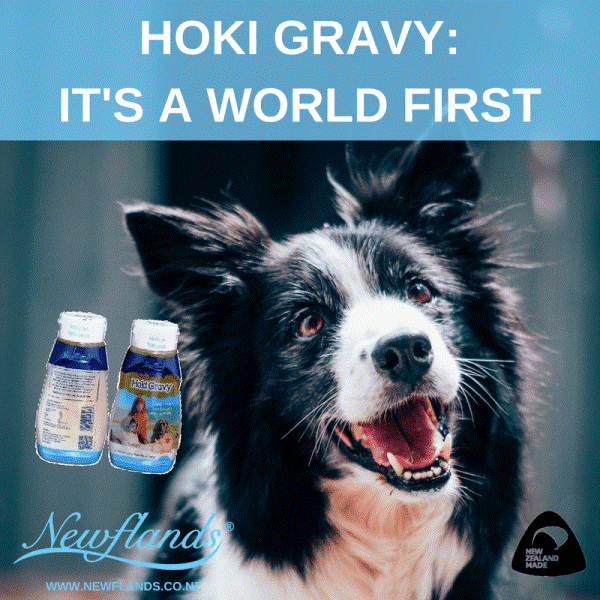 HOKI GRAVY:
IT'S A WORLD FIRST
Hoki Gravy
Newflands®
WWW.NEWFLANDS.CO.NZ
NEW
ZEALAND
MADE